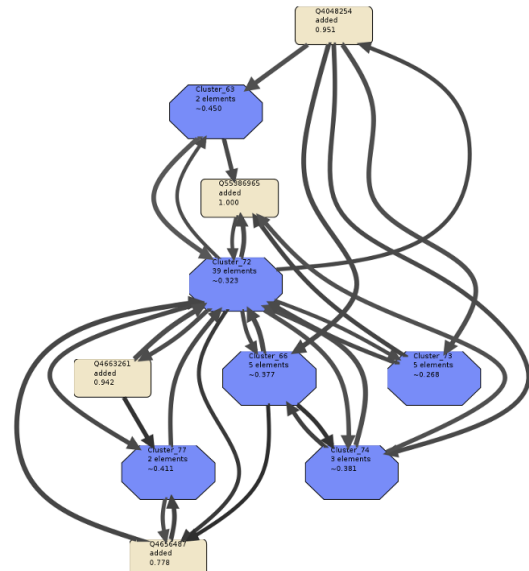 Q4048254
added
0.951
Cluster_63
2 elements
~0.450
Q55986965
added
1.000
Cluster_72
39 elements
~0.323
Cluster_66
5 elements
~0.377
Cluster_73
5 elements
~0.268
Q4663261
added
0.942
Cluster_77
2 elements
~0.411
Cluster_74
3 elements
~0.381
Q4656487
added
0.778